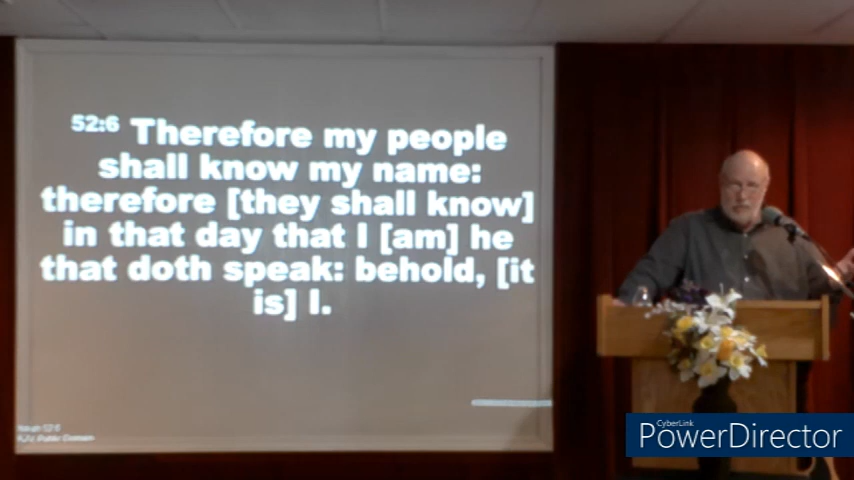 52:6 Therefore my people
shall know my name:
therefore [they shall know]
in that day that I [am] he
that doth speak: behold, [it
is] I.
Isaiah 52:6
KJV, Public Domain
CyberLink
PowerDirector